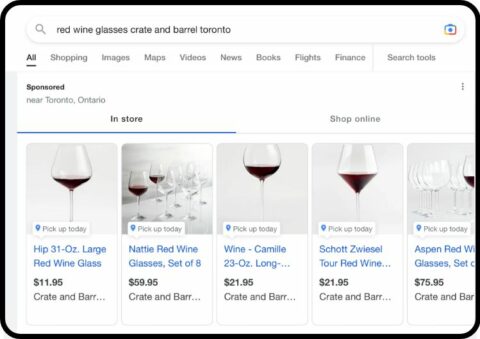 red wine glasses crate and barrel toronto
All Shopping Images Maps Videos News Books Flights Finance Search tools
Sponsored
near Toronto, Ontario
In store Shop online
Pick up today Pick up today Pick up today Pick up today Pick up today
Hip 31-Oz. Large Nattie Red Wine Wine - Camille Schott Zwiesel Aspen Red Wi
Red Wine Glass Glasses, Set of 8 23-Oz. Long-... Tour Red Wine... Glasses, Set o
$11.95 $59.95 $21.95 $21.95 $75.95
Crate and Barr... Crate and Barr... Crate and Barr... Crate and Barr... Crate and Barr...